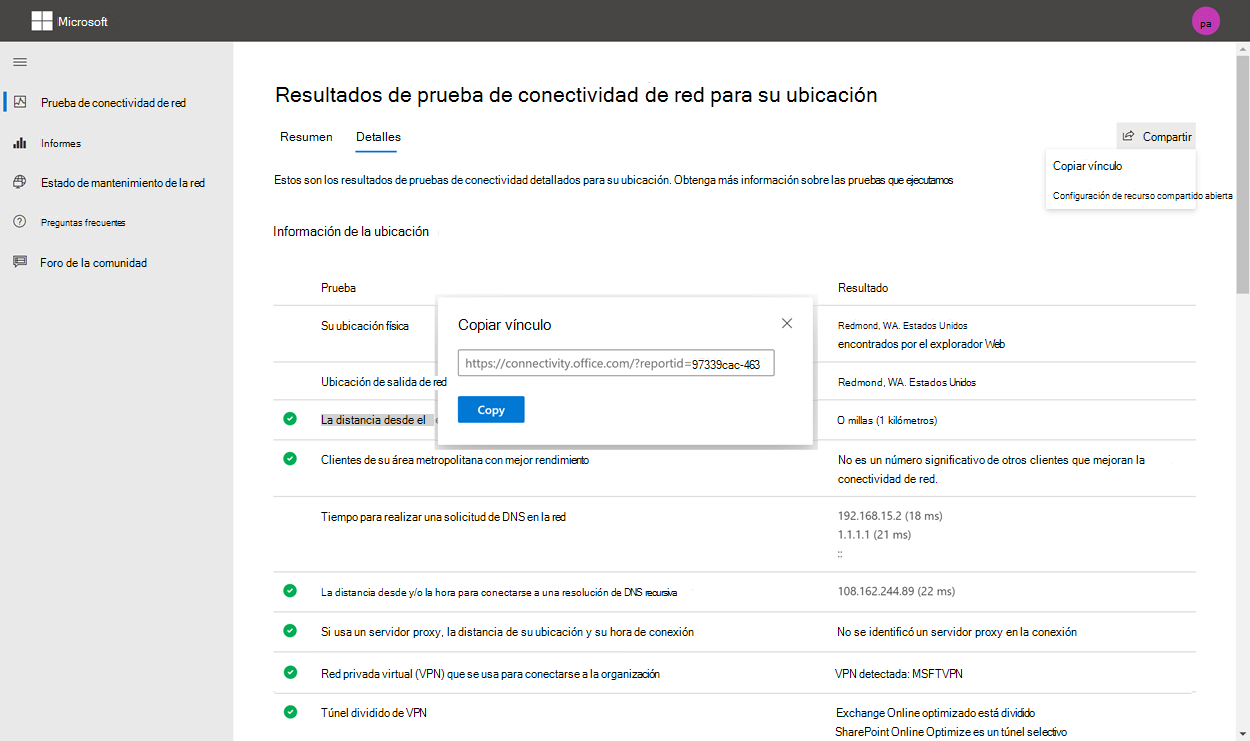 Microsoft
pa
Prueba de conectividad de red
Informes
Estado de mantenimiento de la red
Preguntas frecuentes
Foro de la comunidad
Resultados de prueba de conectividad de red para su ubicación
Resumen
Detalles
Compartir
Copiar vínculo
Configuración de recurso compartido abierta
Estos son los resultados de pruebas de conectividad detallados para su ubicación. Obtenga más información sobre las pruebas que ejecutamos
Información de la ubicación
Prueba
Resultado
Su ubicación física
Redmond, WA. Estados Unidos
encontrados por el explorador Web
Ubicación de salida de red
Redmond, WA. Estados Unidos
La distancia desde el
0 millas (1 kilómetros)
Copiar vínculo
https://connectivity.office.com/?reportid=97339cac-463
Copy
Clientes de su área metropolitana con mejor rendimiento
No es un número significativo de otros clientes que mejoran la
conectividad de red.
Tiempo para realizar una solicitud de DNS en la red
192.168.15.2 (18 ms)
1.1.1.1 (21 ms)
::
La distancia desde y/o la hora para conectarse a una resolución de DNS recursiva
108.162.244.89 (22 ms)
Si usa un servidor proxy, la distancia de su ubicación y su hora de conexión
No se identificó un servidor proxy en la conexión
Red privada virtual (VPN) que se usa para conectarse a la organización
VPN detectada: MSFTVPN
Túnel dividido de VPN
Exchange Online optimizado está dividido
SharePoint Online Optimize es un túnel selectivo